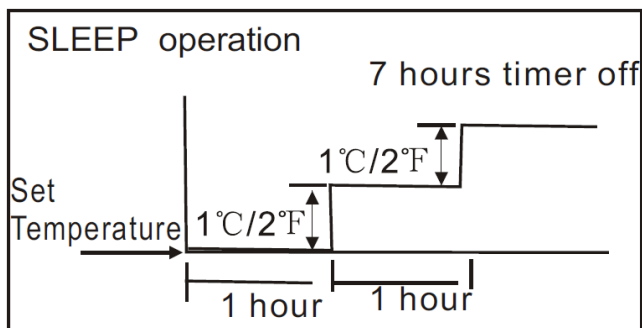 SLEEP operation
7 hours timer off
1℃/2℉
Set
Temperature
1℃/2℉
1 hour
1 hour